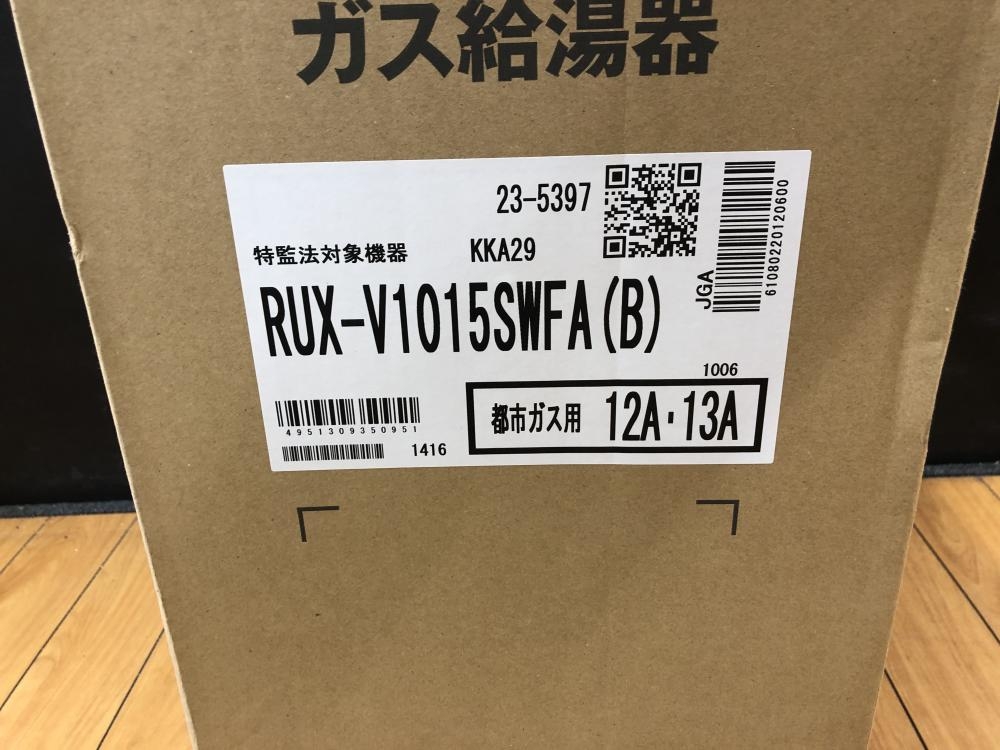 ガス給湯器
23-5397
特監法対象機器 KKA29
JGA
61080220120600
RUX-V1015SWFA(B)
1006
都市ガス用 12A・13A
4951309350951
1416